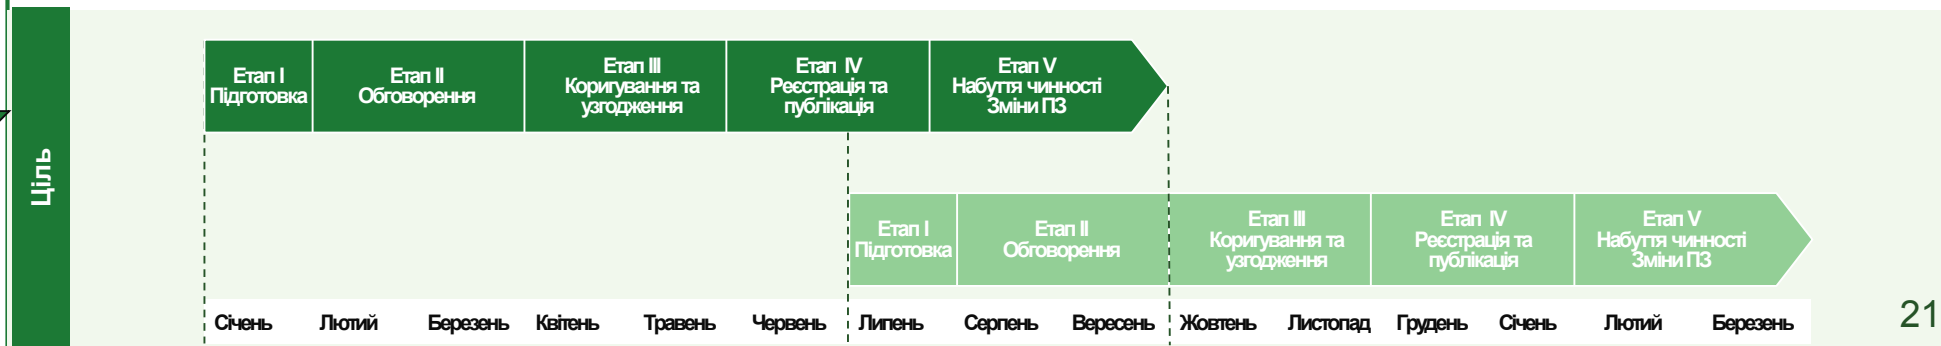 Ціль
Етап I
Підготовка
Етап II
Обговорення
Етап III
Коригування та
узгодження
Етап IV
Реєстрація та
публікація
Етап V
Набуття чинності
Зміни ПЗ
Етап I
Підготовка
Етап II
Обговорення
Етап III
Коригування та
узгодження
Етап IV
Реєстрація та
публікація
Етап V
Набуття чинності
Зміни ПЗ
Січень Лютий Березень Квітень Травень Червень Липень Серпень Вересень Жовтень Листопад Грудень Січень Лютий Березень
21